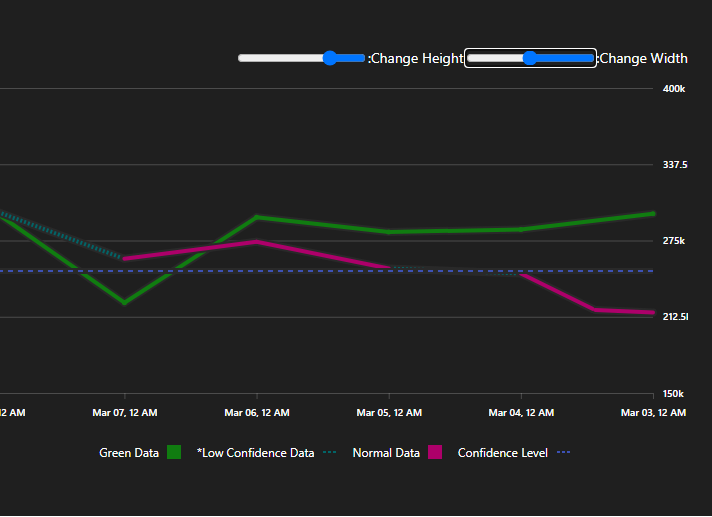 :Change Height :Change Width
400k
337.5
275k
212.5
150k
12 AM Mar 07, 12 AM Mar 06, 12 AM Mar 05, 12 AM Mar 04, 12 AM Mar 03, 12 AM
Green Data *Low Confidence Data Normal Data Confidence Level